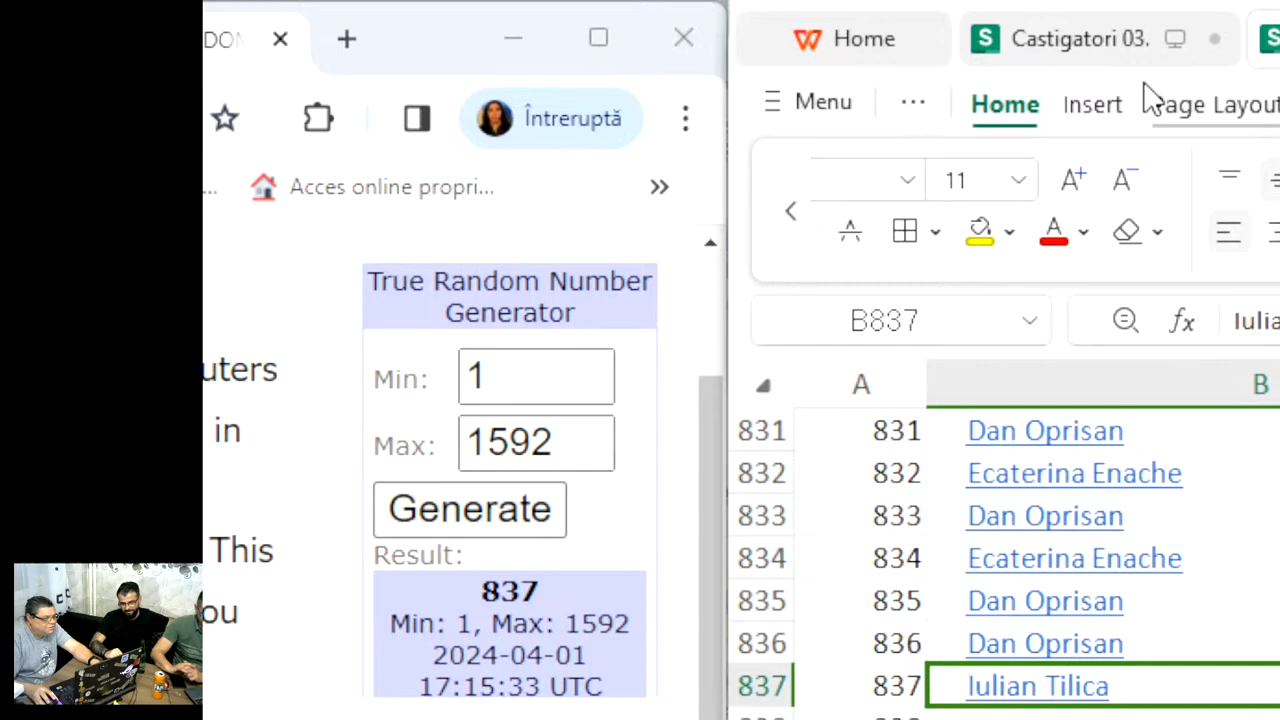 DOM
Întreruptă
... Acces online propri...
uters
in
This
ou
True Random Number
Generator
Min: 1
Max: 1592
Generate
Result:
837
Min: 1, Max: 1592
2024-04-01
17:15:33 UTC
Home
Castigatori 03.
S
Menu
... Home Insert Page Layout
11
B837
fx Iulia
A B
831 831 Dan Oprisan
832 832 Ecaterina Enache
833 833 Dan Oprisan
834 834 Ecaterina Enache
835 835 Dan Oprisan
836 836 Dan Oprisan
837 837 Iulian Tilica